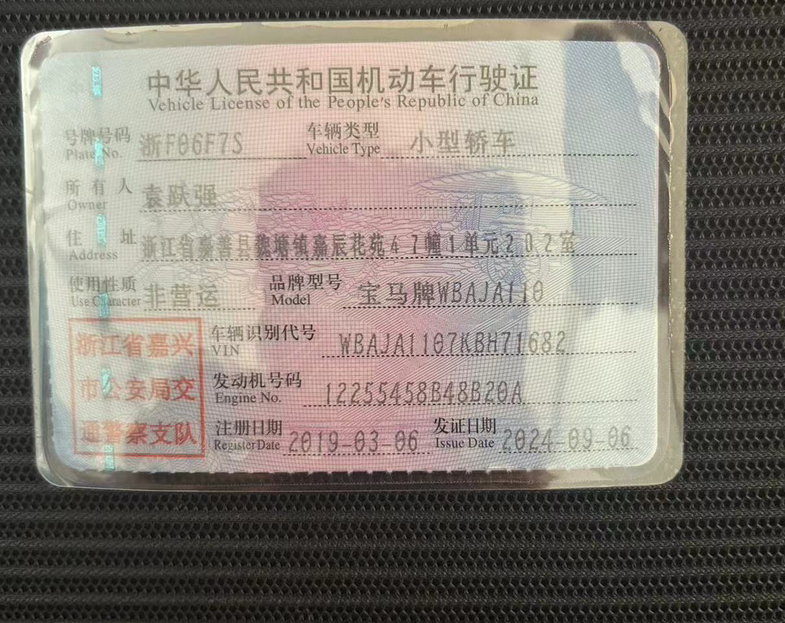 中华人民共和国机动车行驶证
Vehicle License of the People's Republic of China
号牌号码 浙F06F7S 车辆类型 小型轿车
Plate No. Vehicle Type
所有人 袁跃强
Owner
住址 浙江省嘉善县魏塘镇嘉辰花苑47幢1单元202室
Address
使用性质 非营运 品牌型号 宝马牌WBAJA110
Use Character Model
浙江省嘉兴
市公安局交
通警察支队
车辆识别代号 WBAJA1107KBH71682
VIN
发动机号码 12255458B48B20A
Engine No.
注册日期 2019-03-06 发证日期 2024-09-06
Register Date Issue Date